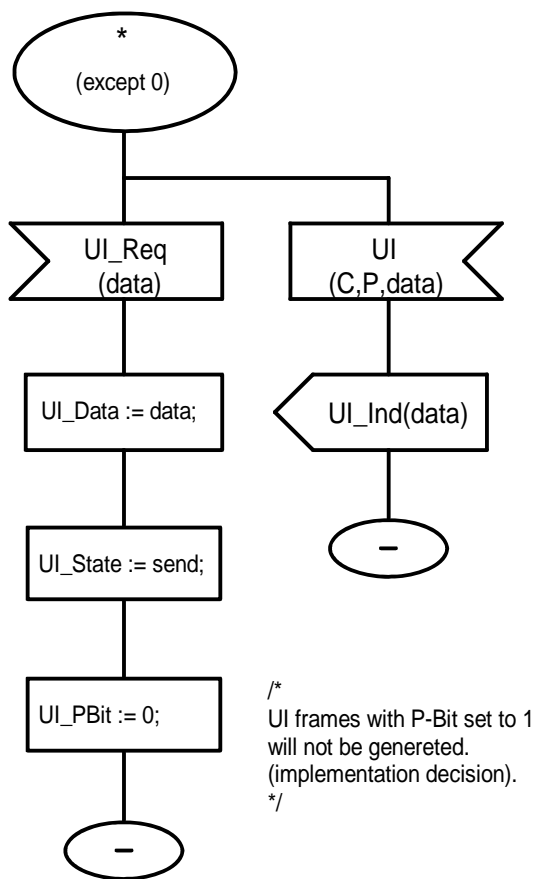 *
(except 0)
UI_Req
(data)
UI
(C,P,data)
UI_Data := data;
UI_Ind(data)
UI_State := send;
–
UI_PBit := 0;
/*
UI frames with P-Bit set to 1
will not be genereted.
(implementation decision).
*/
–